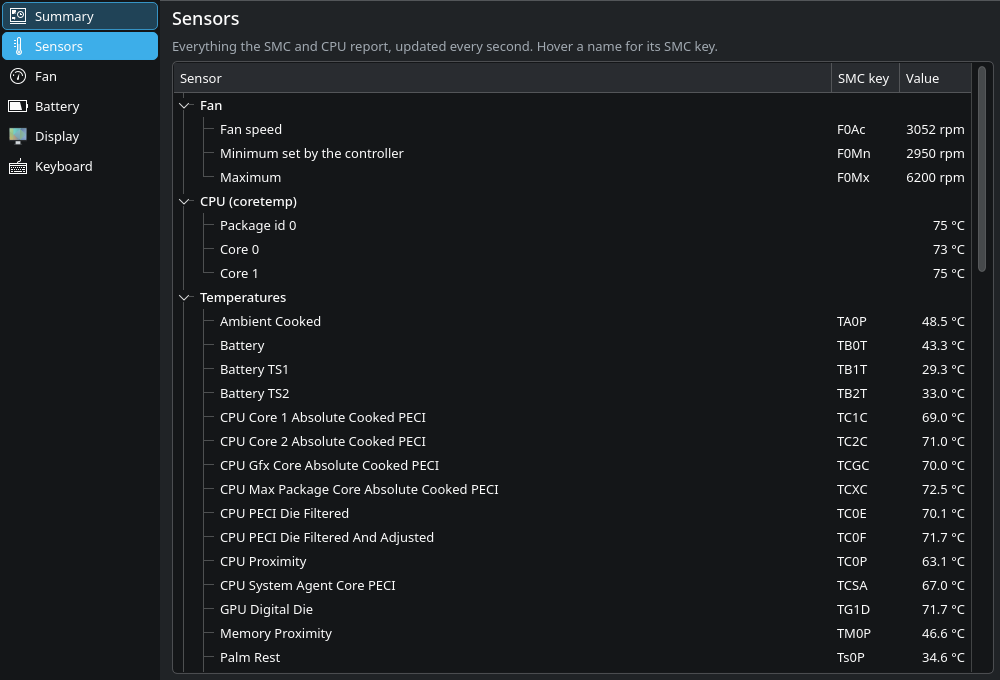 Summary
Sensors
Fan
Battery
Display
Keyboard
Sensors
Everything the SMC and CPU report, updated every second. Hover a name for its SMC key.
Sensor SMC key Value
Fan
Fan speed F0Ac 3052 rpm
Minimum set by the controller F0Mn 2950 rpm
Maximum F0Mx 6200 rpm
CPU (coretemp)
Package id 0 75 °C
Core 0 73 °C
Core 1 75 °C
Temperatures
Ambient Cooked TA0P 48.5 °C
Battery TB0T 43.3 °C
Battery TS1 TB1T 29.3 °C
Battery TS2 TB2T 33.0 °C
CPU Core 1 Absolute Cooked PECI TC1C 69.0 °C
CPU Core 2 Absolute Cooked PECI TC2C 71.0 °C
CPU Gfx Core Absolute Cooked PECI TCGC 70.0 °C
CPU Max Package Core Absolute Cooked PECI TCXC 72.5 °C
CPU PECI Die Filtered TC0E 70.1 °C
CPU PECI Die Filtered And Adjusted TC0F 71.7 °C
CPU Proximity TC0P 63.1 °C
CPU System Agent Core PECI TCSA 67.0 °C
GPU Digital Die TG1D 71.7 °C
Memory Proximity TM0P 46.6 °C
Palm Rest Ts0P 34.6 °C